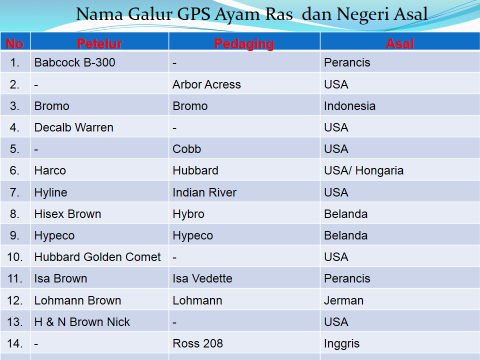 Nama Galur GPS Ayam Ras dan Negeri Asal
No Petelur Pedaging Asal
1. Babcock B-300 - Perancis
2. - Arbor Acress USA
3. Bromo Bromo Indonesia
4. Decalb Warren - USA
5. - Cobb USA
6. Harco Hubbard USA/ Hongaria
7. Hyline Indian River USA
8. Hisex Brown Hybro Belanda
9. Hypeco Hypeco Belanda
10. Hubbard Golden Comet - USA
11. Isa Brown Isa Vedette Perancis
12. Lohmann Brown Lohmann Jerman
13. H & N Brown Nick - USA
14. - Ross 208 Inggris